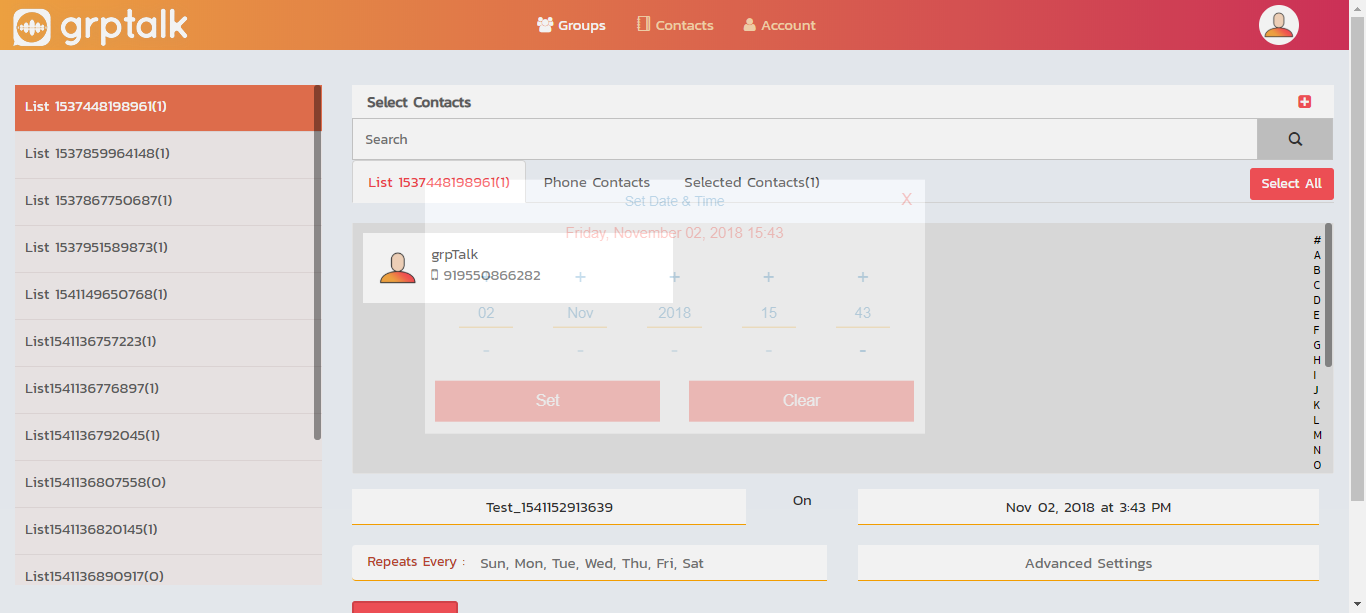 grptalk
Groups
Contacts
Account
List 1537448198961(1)
List 1537859964148(1)
List 1537867750687(1)
List 1537951589873(1)
List 1541149650768(1)
List1541136757223(1)
List1541136776897(1)
List1541136792045(1)
List1541136807558(0)
List1541136820145(1)
List1541136890917(0)
Select Contacts
Search
List 1537448198961(1)
Phone Contacts
Selected Contacts(1)
Select All
Set Date & Time
X
Friday, November 02, 2018 15:43
grpTalk
919550866282
+ + + + +
02 Nov 2018 15 43
- - - - -
Set
Clear
#
A
B
C
D
E
F
G
H
I
J
K
L
M
N
O
Test_1541152913639
On
Nov 02, 2018 at 3:43 PM
Repeats Every : Sun, Mon, Tue, Wed, Thu, Fri, Sat
Advanced Settings